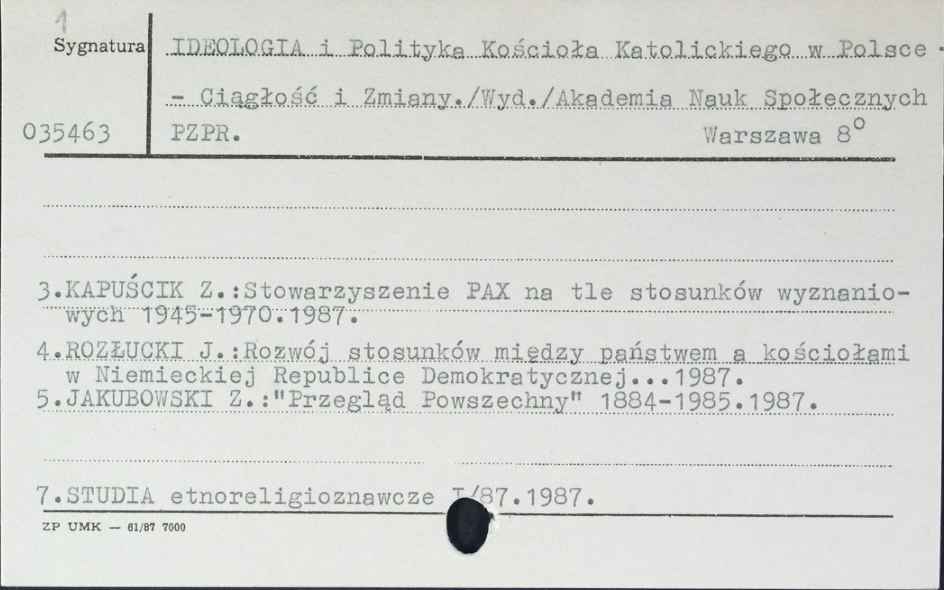 1
Sygnatura
IDEOLOGIA i Polityka Kościoła Katolickiego w Polsce -
- Ciągłość i Zmiany./Wyd./Akademia Nauk Społecznych
035463 PZPR. Warszawa 8°
3.KAPUŚCIK Z.:Stowarzyszenie PAX na tle stosunków wyznanio-
wych 1945-1970.1987.
4.ROZŁUCKI J.:Rozwój stosunków między państwem a kościołami
w Niemieckiej Republice Demokratycznej...1987.
5.JAKUBOWSKI Z.:"Przegląd Powszechny" 1884-1985.1987.
7.STUDIA etnoreligioznawcze I/87.1987.
ZP UMK — 61/87 7000